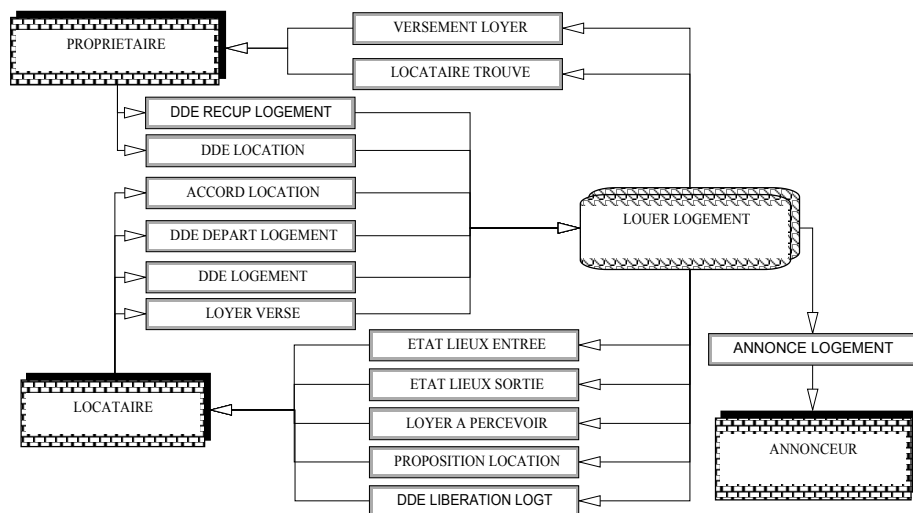 PROPRIETAIRE
VERSEMENT LOYER
LOCATAIRE TROUVE
DDE RECUP LOGEMENT
DDE LOCATION
ACCORD LOCATION
DDE DEPART LOGEMENT
DDE LOGEMENT
LOYER VERSE
LOUER LOGEMENT
ETAT LIEUX ENTREE
ETAT LIEUX SORTIE
LOYER A PERCEVOIR
PROPOSITION LOCATION
DDE LIBERATION LOGT
LOCATAIRE
ANNONCE LOGEMENT
ANNONCEUR